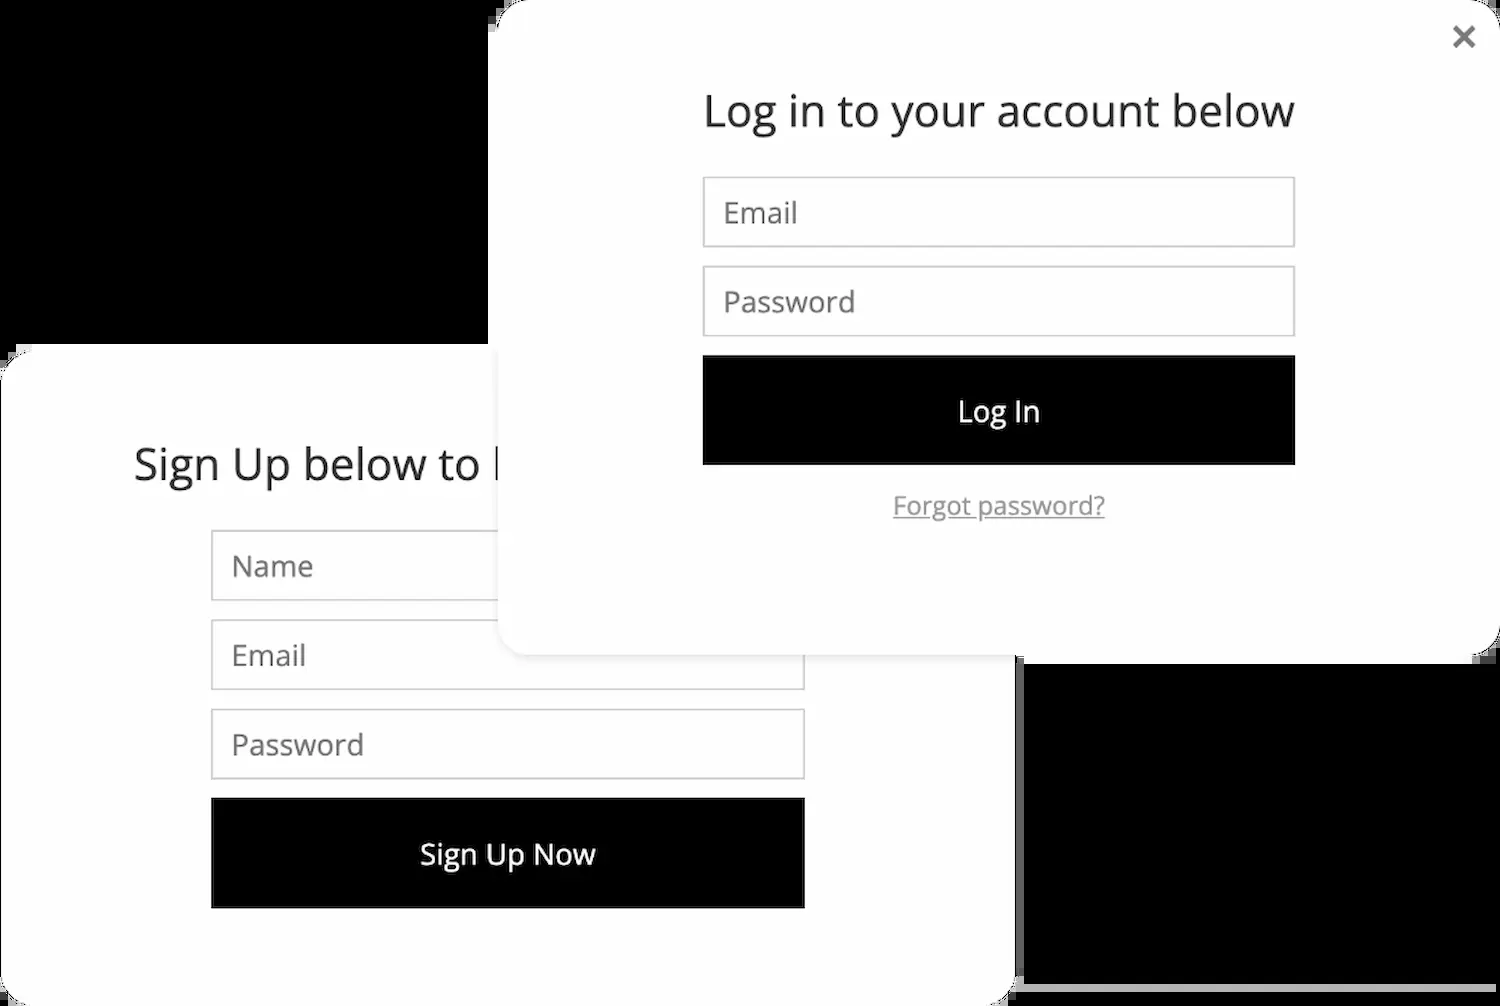 Log in to your account below
Email
Password
Log In
Forgot password?
Sign Up below to
Name
Email
Password
Sign Up Now